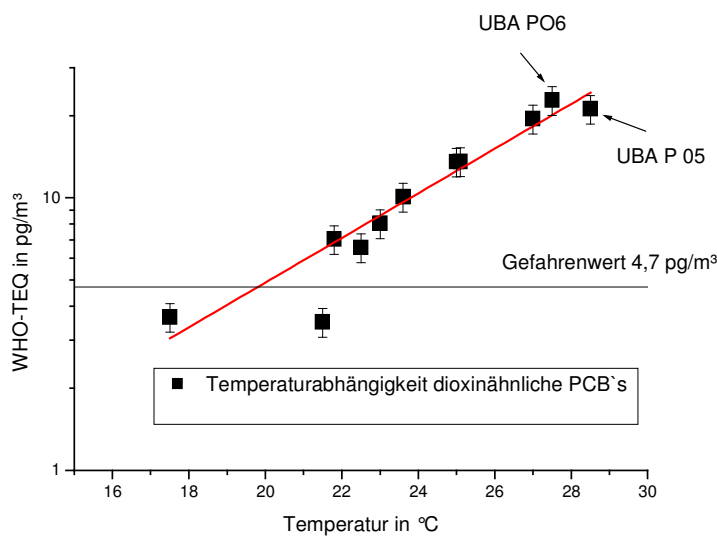 UBA PO6
UBA P 05
WHO-TEQ in pg/m³
10
1
Gefahrenwert 4,7 pg/m³
Temperaturabhängigkeit dioxinähnliche PCB`s
16 18 20 22 24 26 28 30
Temperatur in °C